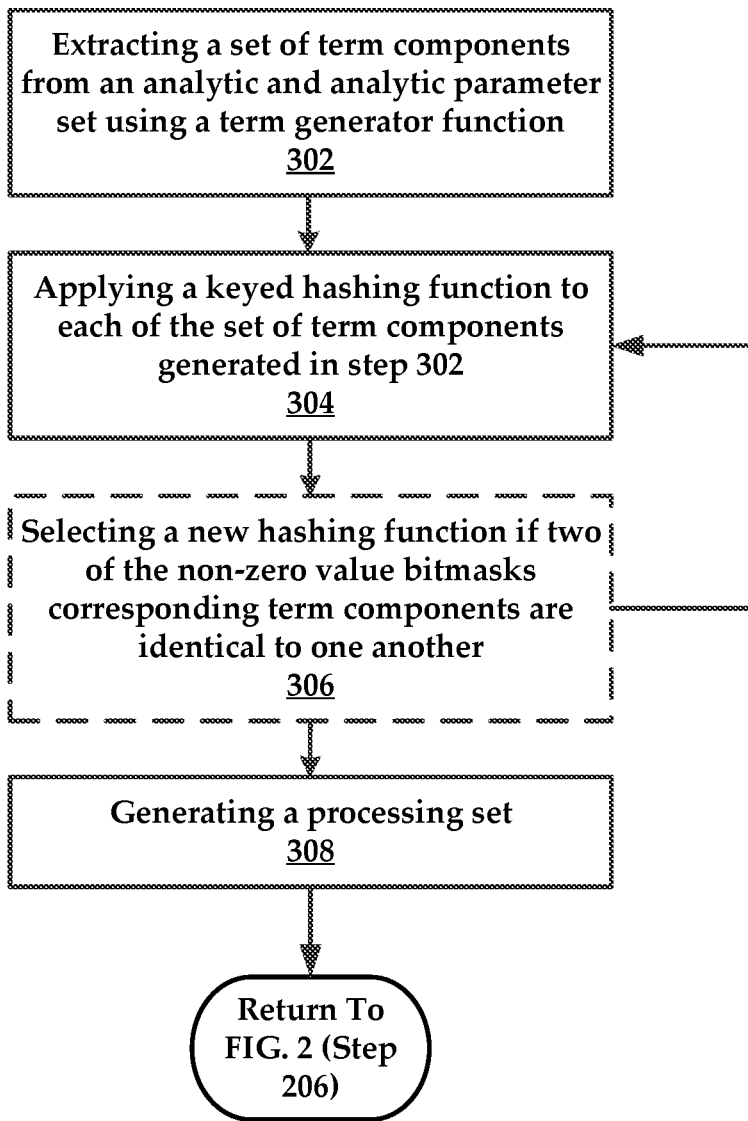 Extracting a set of term components
from an analytic and analytic parameter
set using a term generator function
302
Applying a keyed hashing function to
each of the set of term components
generated in step 302
304
Selecting a new hashing function if two
of the non-zero value bitmasks
corresponding term components are
identical to one another
306
Generating a processing set
308
Return To
FIG. 2 (Step
206)